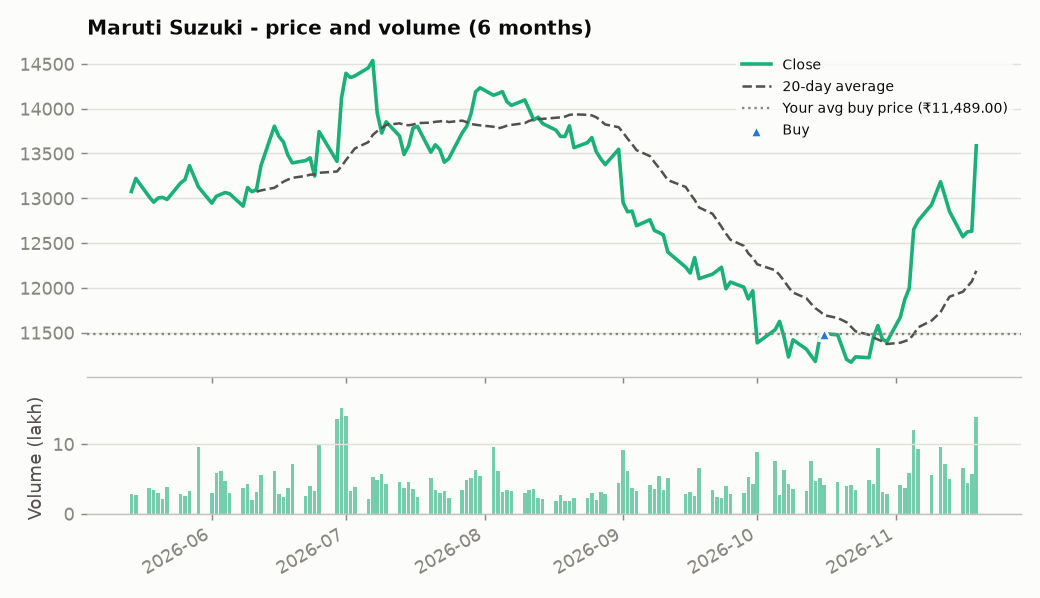 Maruti Suzuki - price and volume (6 months)
Close
20-day average
Your avg buy price (₹11,489.00)
Buy
14500
14000
13500
13000
12500
12000
11500
Volume (lakh)
10
0
2026-06
2026-07
2026-08
2026-09
2026-10
2026-11